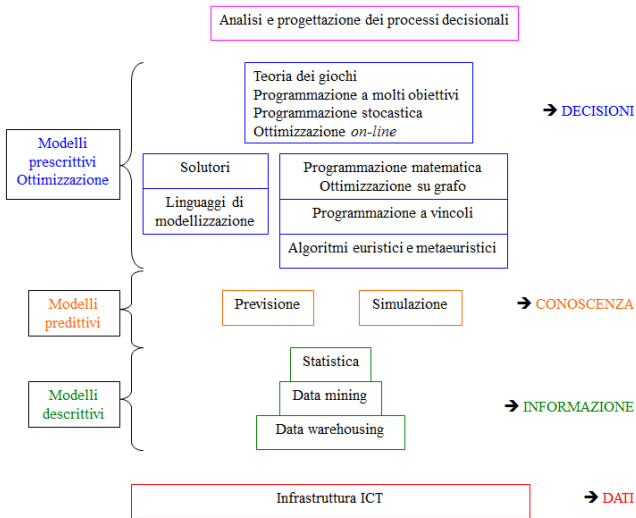 Analisi e progettazione dei processi decisionali
Teoria dei giochi
Programmazione a molti obiettivi
Programmazione stocastica
Ottimizzazione on-line
➔ DECISIONI
Modelli
prescrittivi
Ottimizzazione
Solutori
Linguaggi di
modellizzazione
Programmazione matematica
Ottimizzazione su grafo
Programmazione a vincoli
Algoritmi euristici e metaeuristici
Modelli
predittivi
Previsione
Simulazione
➔ CONOSCENZA
Modelli
descrittivi
Statistica
Data mining
Data warehousing
➔ INFORMAZIONE
Infrastruttura ICT
➔ DATI